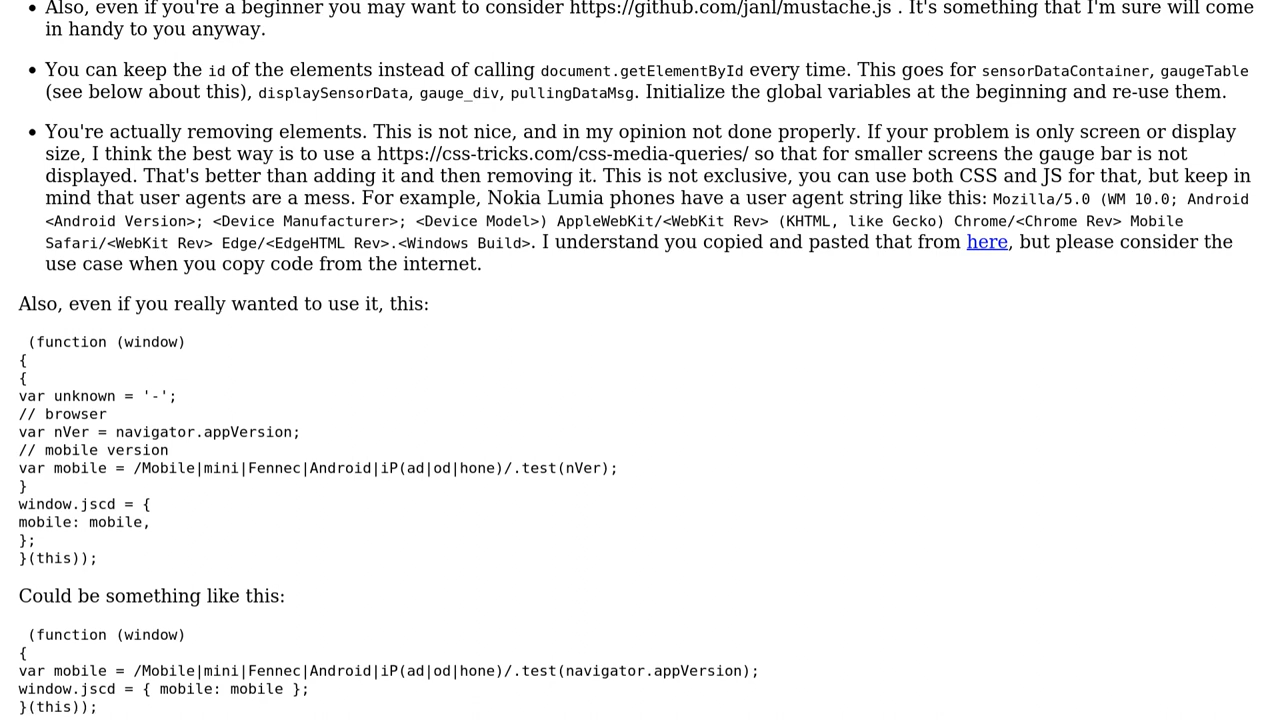 Also, even if you're a beginner you may want to consider https://github.com/janl/mustache.js . It's something that I'm sure will come
in handy to you anyway.
You can keep the id of the elements instead of calling document.getElementById every time. This goes for sensorDataContainer, gaugeTable
(see below about this), displaySensorData, gauge_div, pullingDataMsg. Initialize the global variables at the beginning and re-use them.
You're actually removing elements. This is not nice, and in my opinion not done properly. If your problem is only screen or display
size, I think the best way is to use a https://css-tricks.com/css-media-queries/ so that for smaller screens the gauge bar is not
displayed. That's better than adding it and then removing it. This is not exclusive, you can use both CSS and JS for that, but keep in
mind that user agents are a mess. For example, Nokia Lumia phones have a user agent string like this: Mozilla/5.0 (WM 10.0; Android
<Android Version>; <Device Manufacturer>; <Device Model>) AppleWebKit/<WebKit Rev> (KHTML, like Gecko) Chrome/<Chrome Rev> Mobile
Safari/<WebKit Rev> Edge/<EdgeHTML Rev>.<Windows Build>. I understand you copied and pasted that from here, but please consider the
use case when you copy code from the internet.
Also, even if you really wanted to use it, this:
(function (window)
{
{
var unknown = '-';
// browser
var nVer = navigator.appVersion;
// mobile version
var mobile = /Mobile|mini|Fennec|Android|iP(ad|od|hone)/.test(nVer);
}
window.jscd = {
mobile: mobile,
};
}(this));
Could be something like this:
(function (window)
{
var mobile = /Mobile|mini|Fennec|Android|iP(ad|od|hone)/.test(navigator.appVersion);
window.jscd = { mobile: mobile };
}(this));